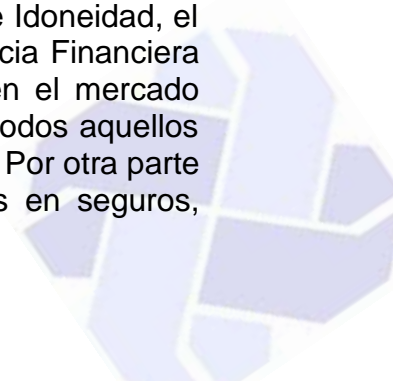 e Idoneidad, el
cia Financiera
en el mercado
odos aquellos
Por otra parte
s en seguros,